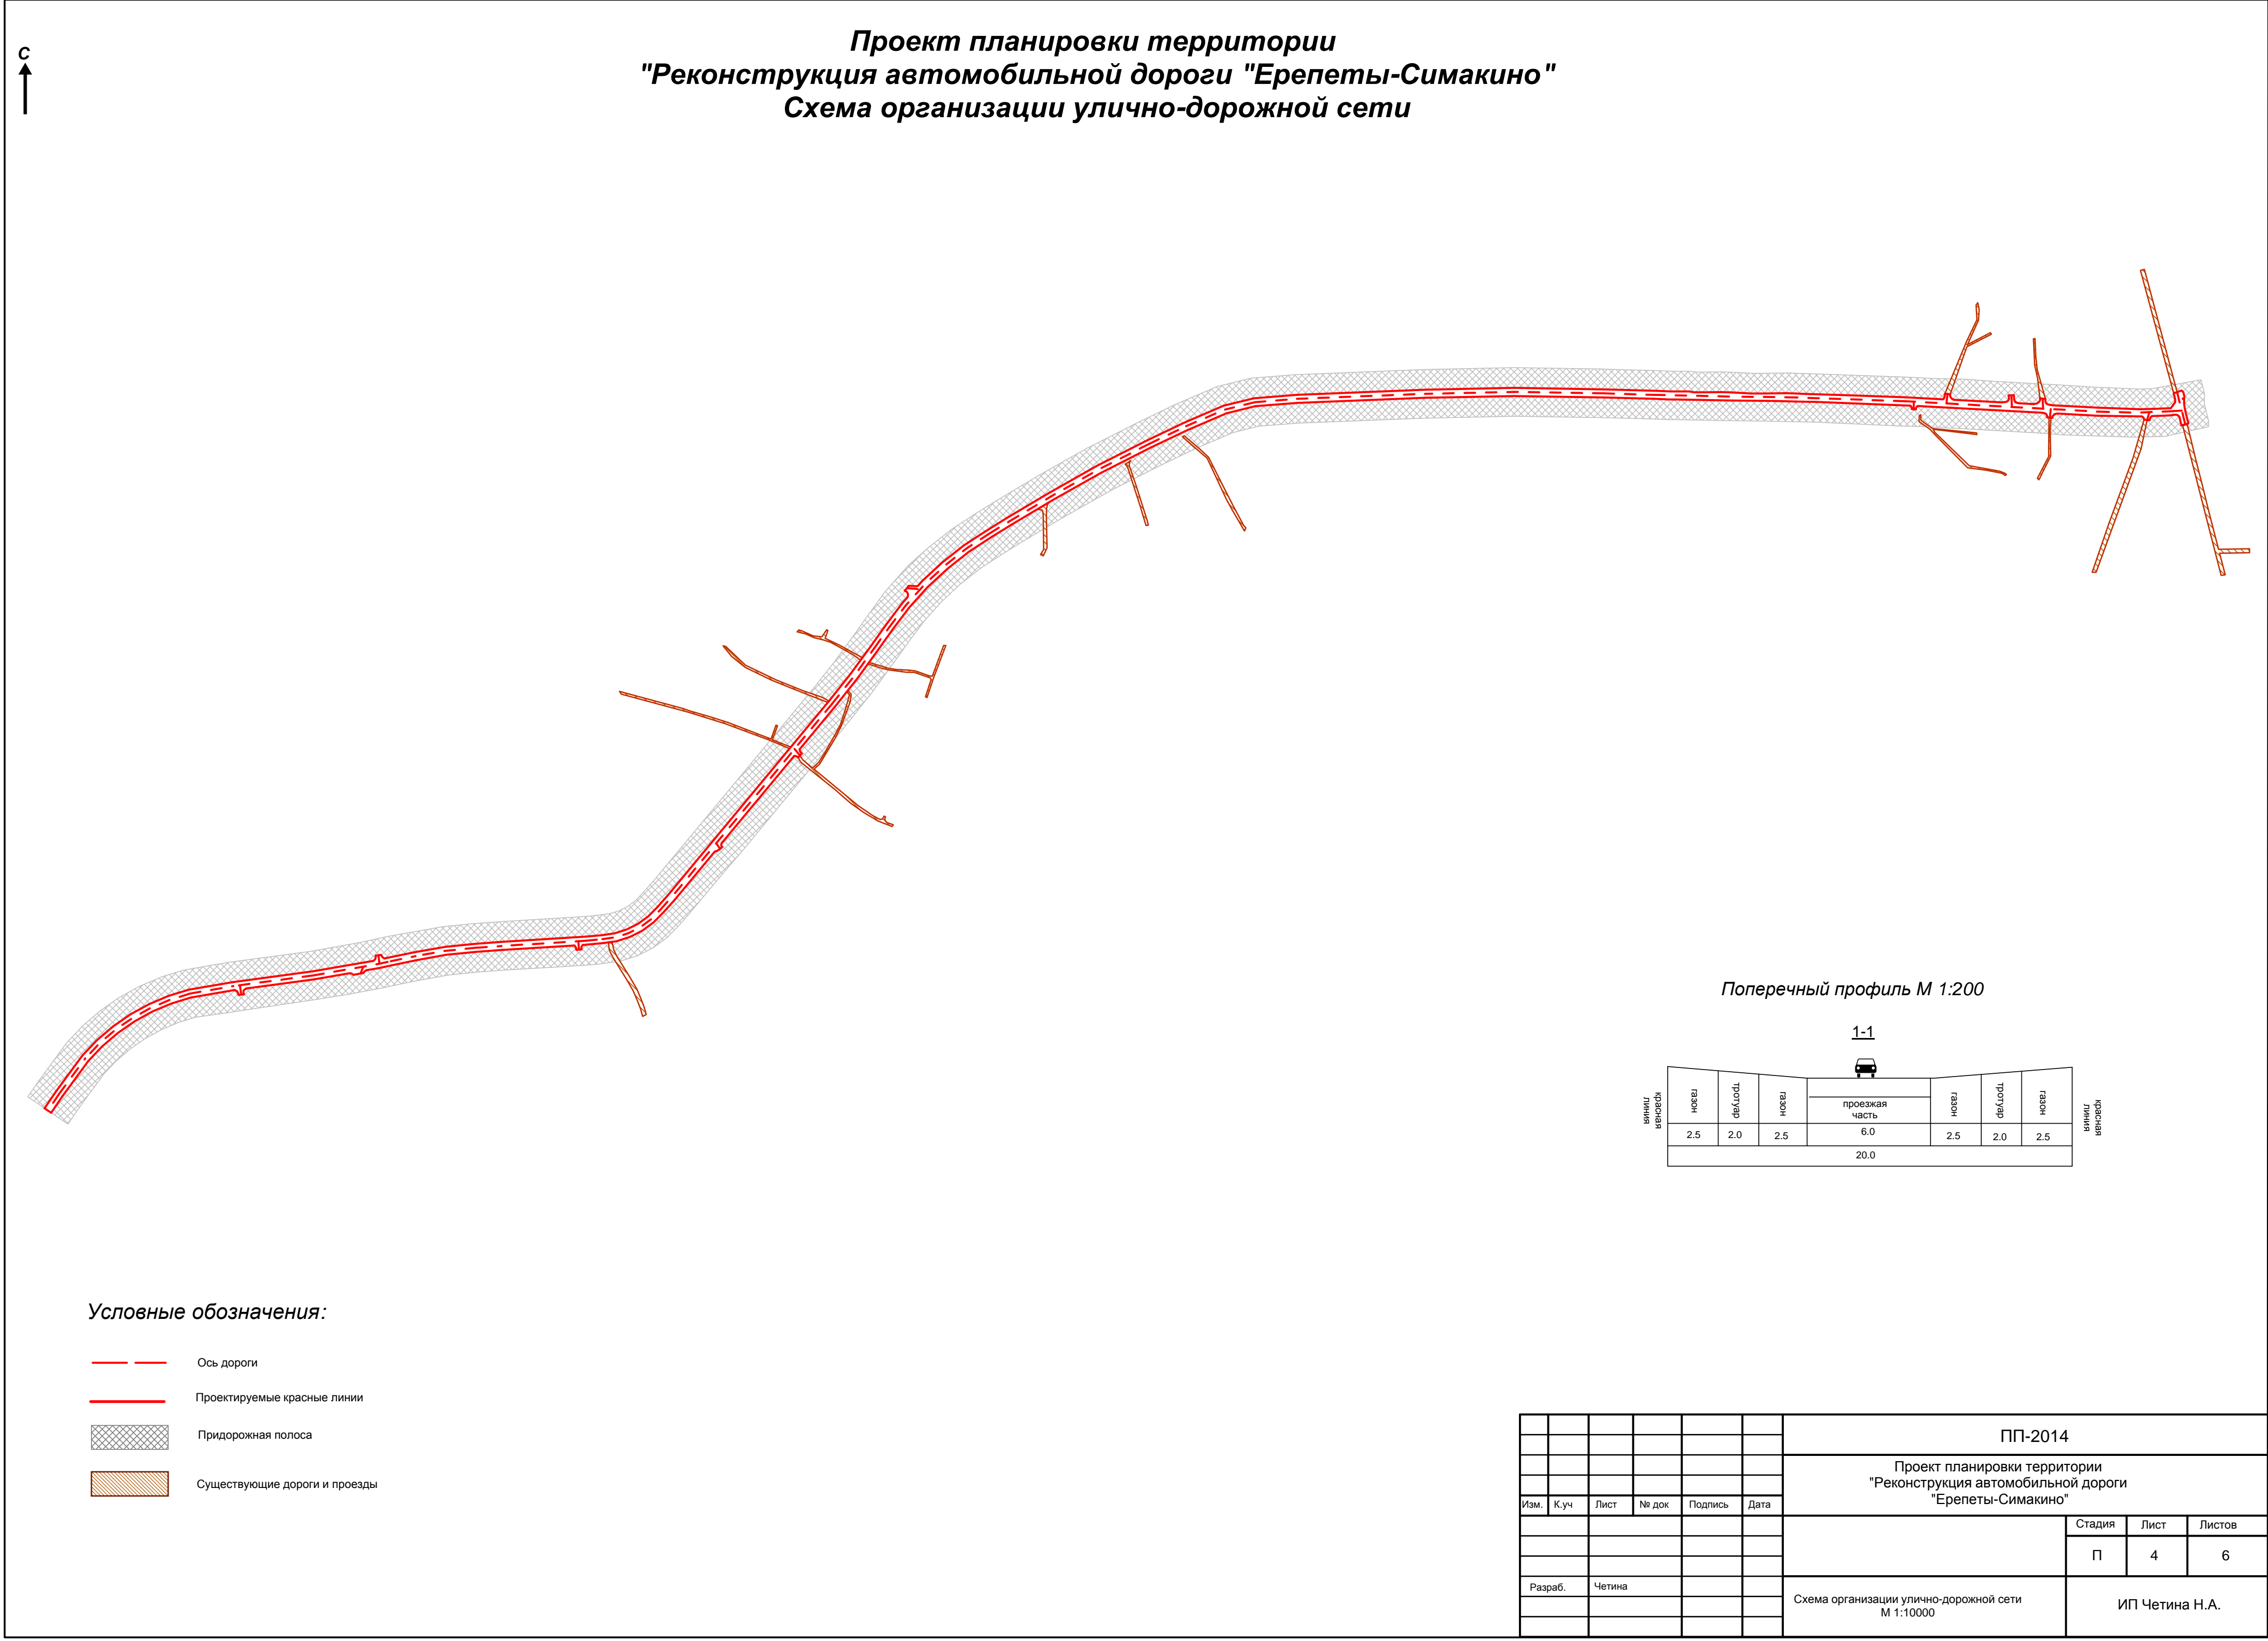 С
Проект планировки территории
"Реконструкция автомобильной дороги "Ерепеты-Симакино"
Схема организации улично-дорожной сети
Поперечный профиль М 1:200
1-1
красная
линия
газон
тротуар
газон
проезжая
часть
газон
тротуар
газон
красная
линия
2.5 2.0 2.5 6.0 2.5 2.0 2.5
20.0
Условные обозначения:
Ось дороги
Проектируемые красные линии
Придорожная полоса
Существующие дороги и проезды
ПП-2014
Проект планировки территории
"Реконструкция автомобильной дороги
"Ерепеты-Симакино"
Изм. К.уч Лист № док Подпись Дата
Стадия Лист Листов
П 4 6
Разраб. Четина
Схема организации улично-дорожной сети
М 1:10000
ИП Четина Н.А.